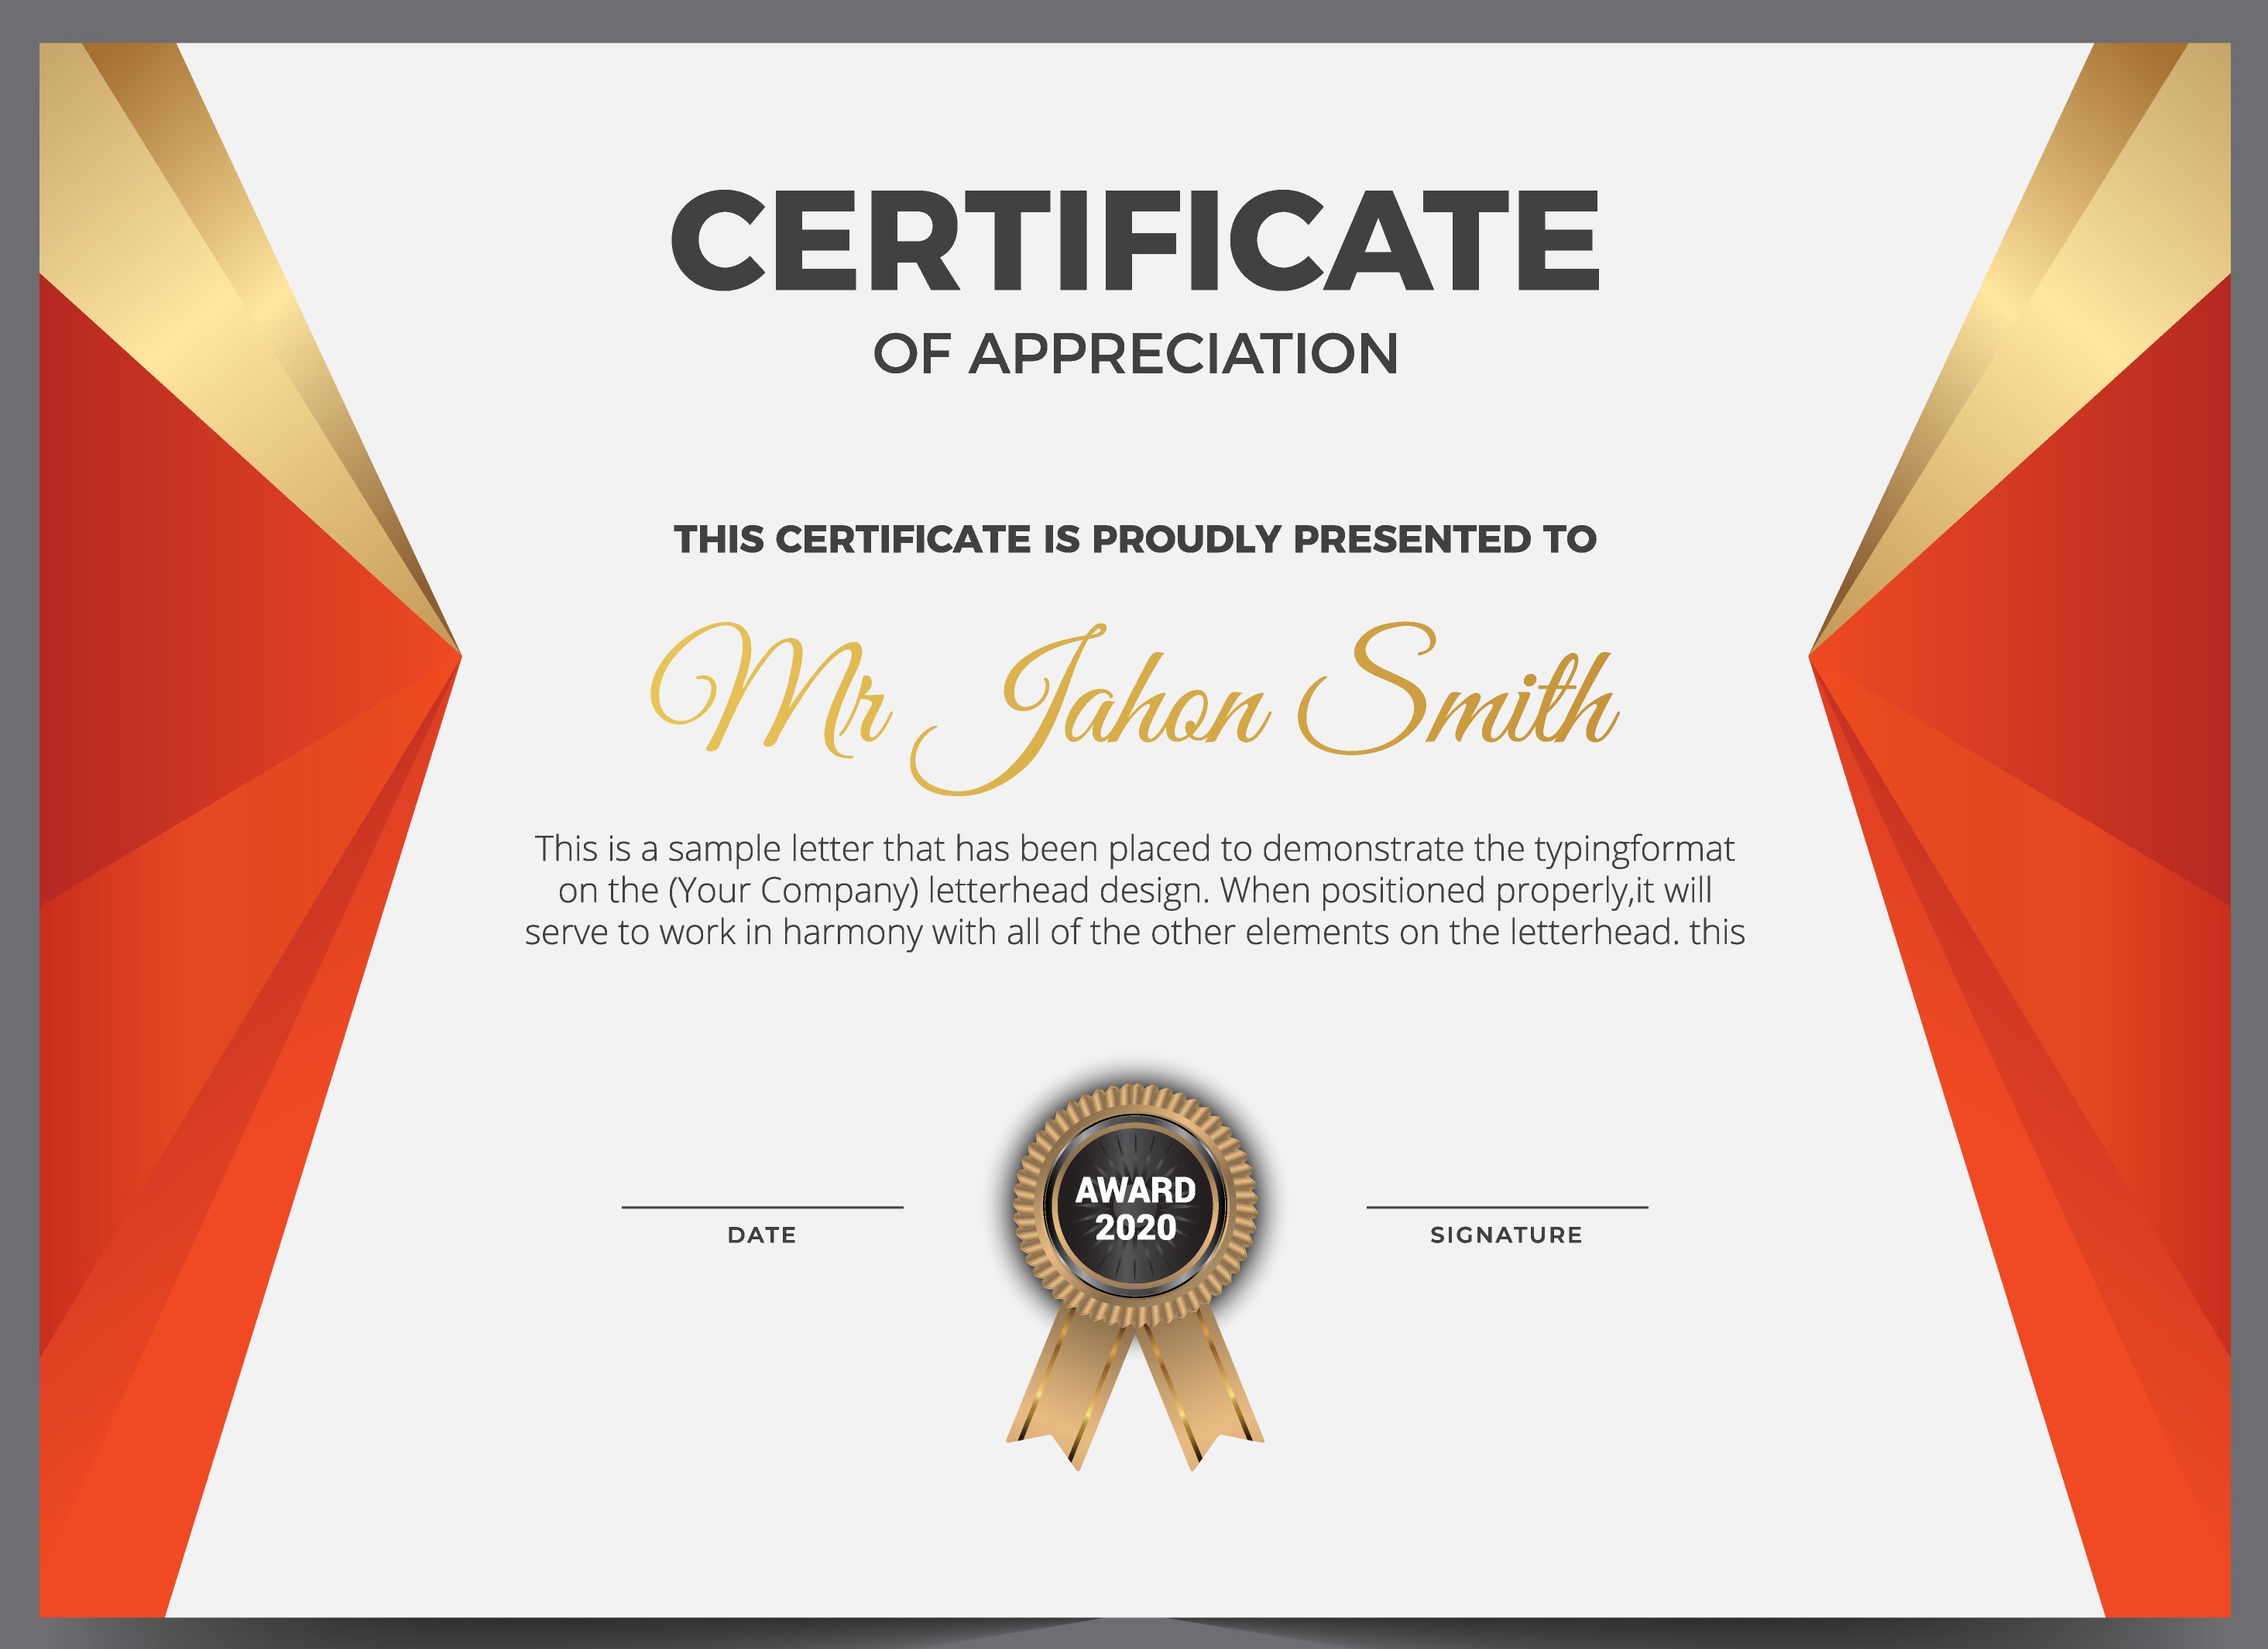 CERTIFICATE
OF APPRECIATION
THIS CERTIFICATE IS PROUDLY PRESENTED TO
Mr Jahon Smith
This is a sample letter that has been placed to demonstrate the typingformat
on the (Your Company) letterhead design. When positioned properly,it will
serve to work in harmony with all of the other elements on the letterhead. this
AWARD
2020
DATE
SIGNATURE